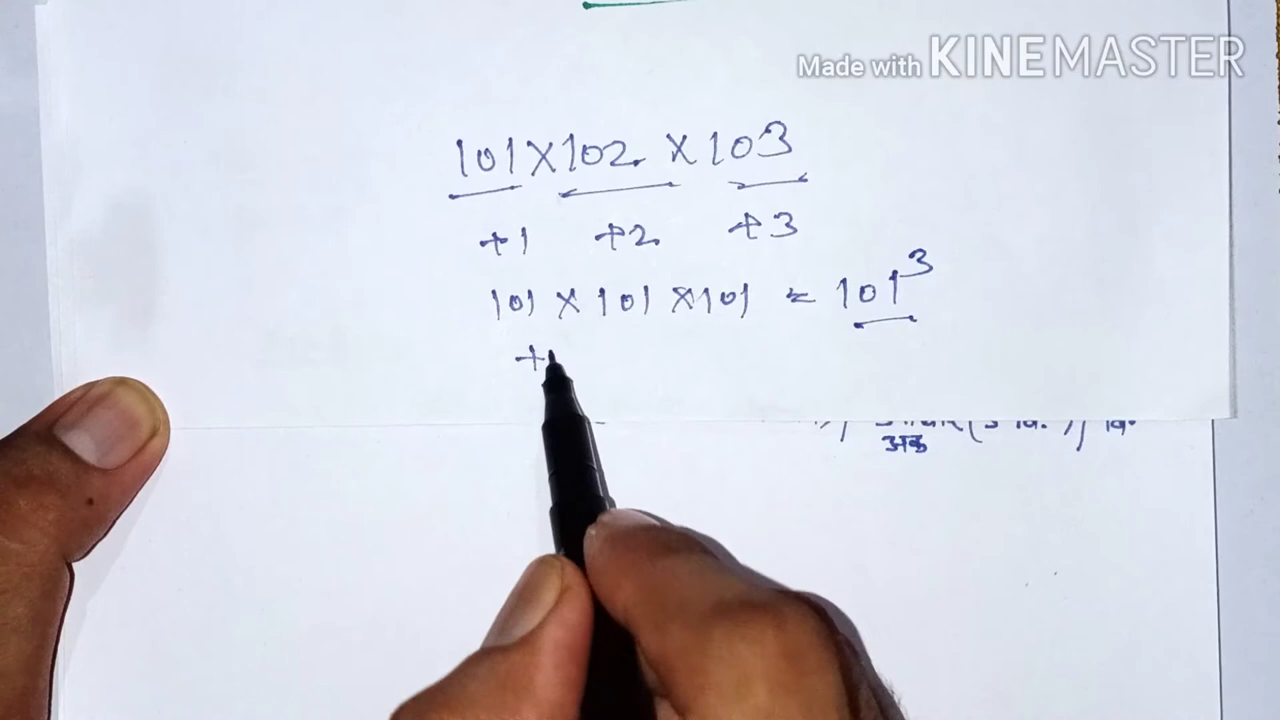 Made with KINEMASTER
101 × 102 × 103
+1 +2 +3
101 × 101 × 101 = 101³
+
अंक